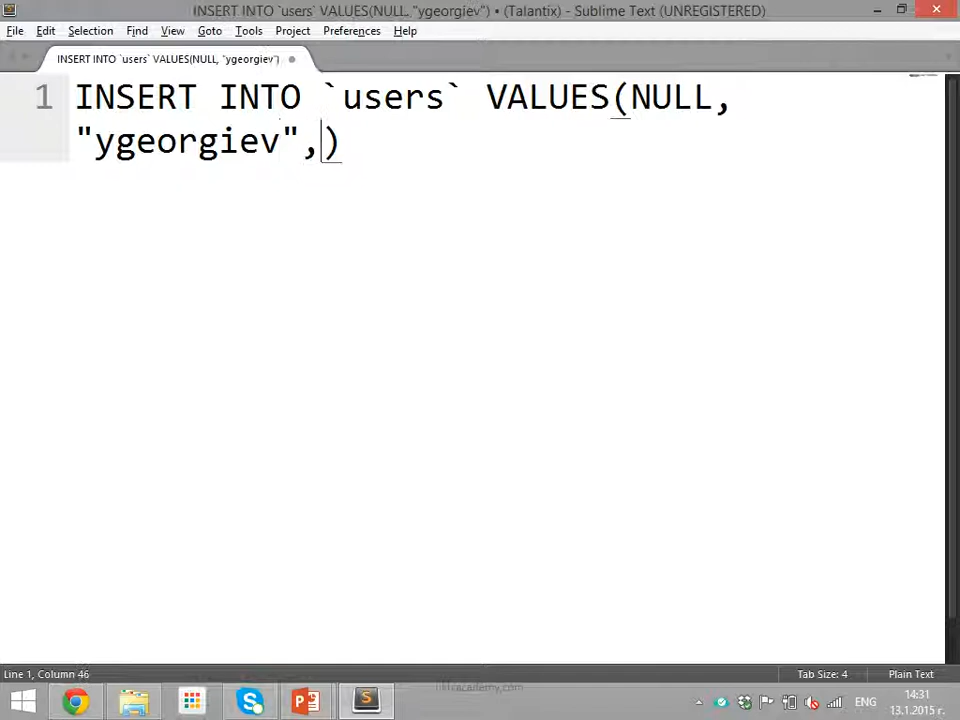 INSERT INTO `users` VALUES(NULL, "ygeorgiev") • (Talantix) - Sublime Text (UNREGISTERED)
File Edit Selection Find View Goto Tools Project Preferences Help
INSERT INTO `users` VALUES(NULL, "ygeorgiev")
1 INSERT INTO `users` VALUES(NULL,
"ygeorgiev",)
Line 1, Column 46 Tab Size: 4 Plain Text
ENG 14:31
13.1.2015 г.